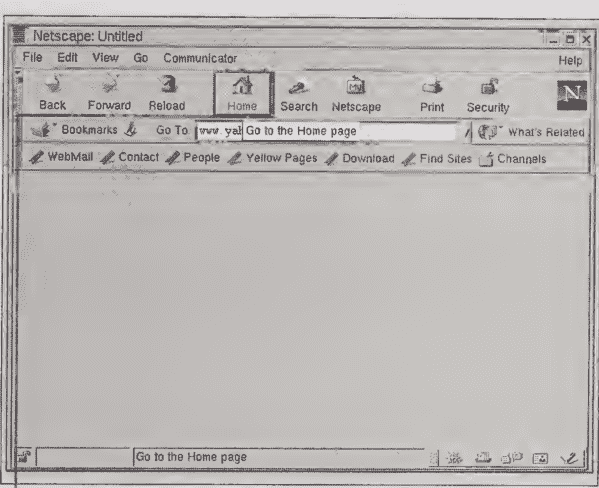 Netscape: Untitled
File Edit View Go Communicator Help
Back Forward Reload Home Search Netscape Print Security N
Bookmarks Go To www.yah Go to the Home page What's Related
WebMail Contact People Yellow Pages Download Find Sites Channels
Go to the Home page